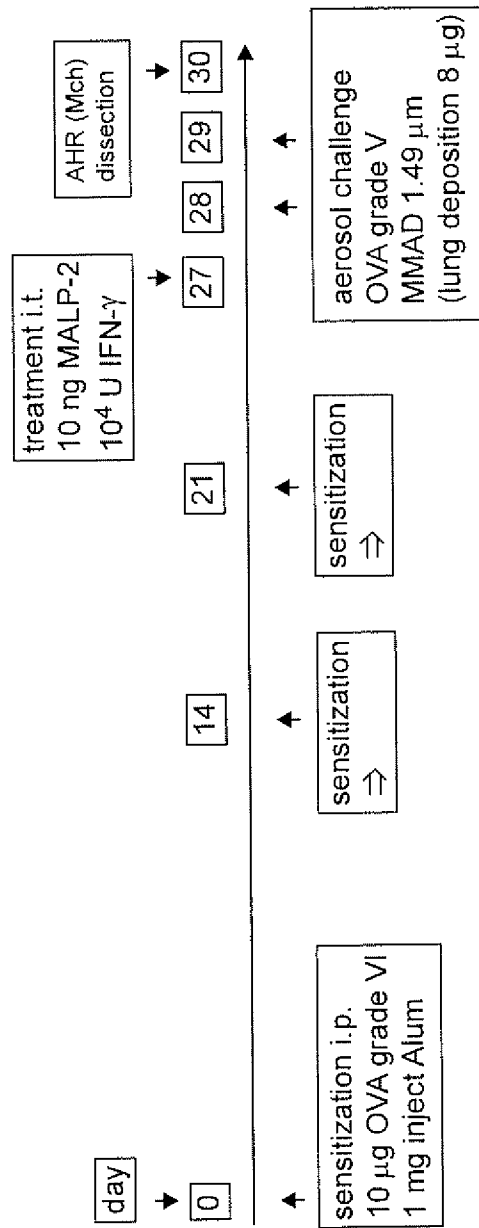 day
0
14
21
treatment i.t.
10 ng MALP-2
10⁴ U IFN-γ
27
28
29
AHR (Mch)
dissection
30
sensitization i.p.
10 µg OVA grade VI
1 mg inject Alum
sensitization
⇒
sensitization
⇒
aerosol challenge
OVA grade V
MMAD 1.49 µm
(lung deposition 8 µg)